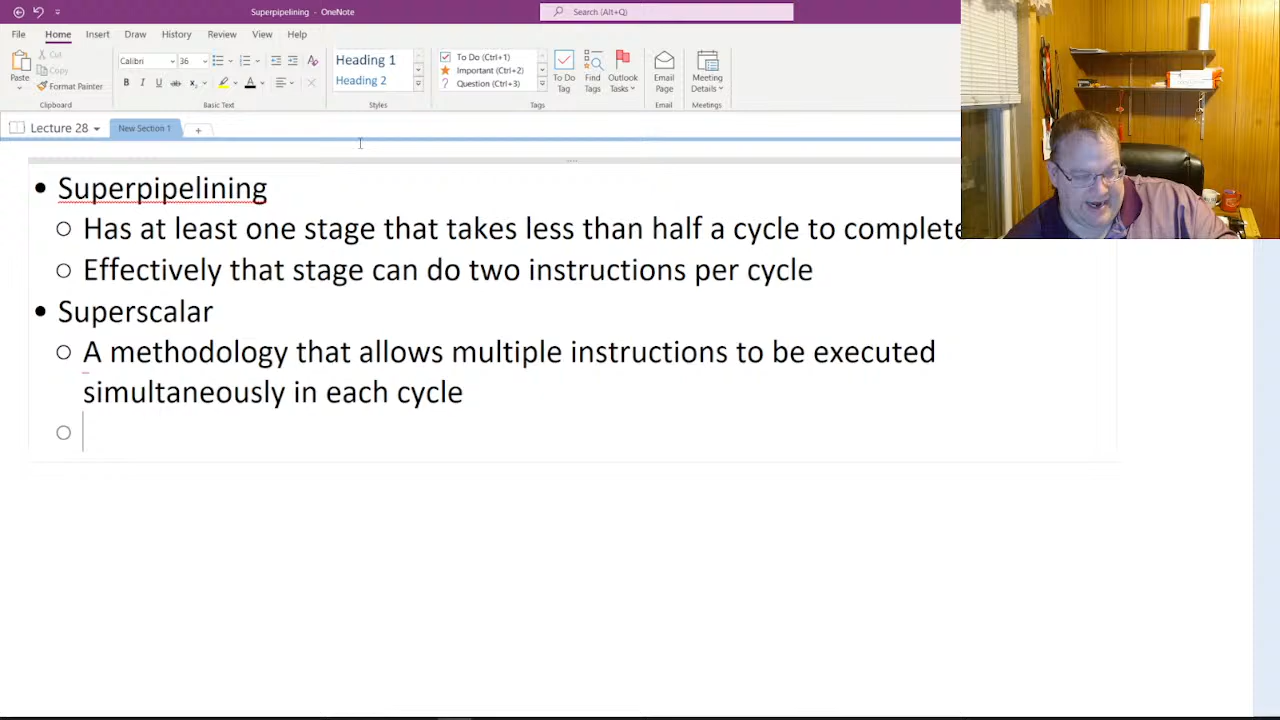 Superpipelining - OneNote
Search (Alt+Q)
File Home Insert Draw History Review View Help
Paste
Cut
Copy
Format Painter
Clipboard
Calibri 36
B I U ab x A
Basic Text
Heading 1
Heading 2
Styles
To Do (Ctrl+1)
Important (Ctrl+2)
Question (Ctrl+3)
To Do Tag
Find Tags
Outlook Tasks
Tags
Email Page
Email
Meeting Details
Meetings
Lecture 28 New Section 1 +
• Superpipelining
○ Has at least one stage that takes less than half a cycle to complete
○ Effectively that stage can do two instructions per cycle
• Superscalar
○ A methodology that allows multiple instructions to be executed
simultaneously in each cycle
○